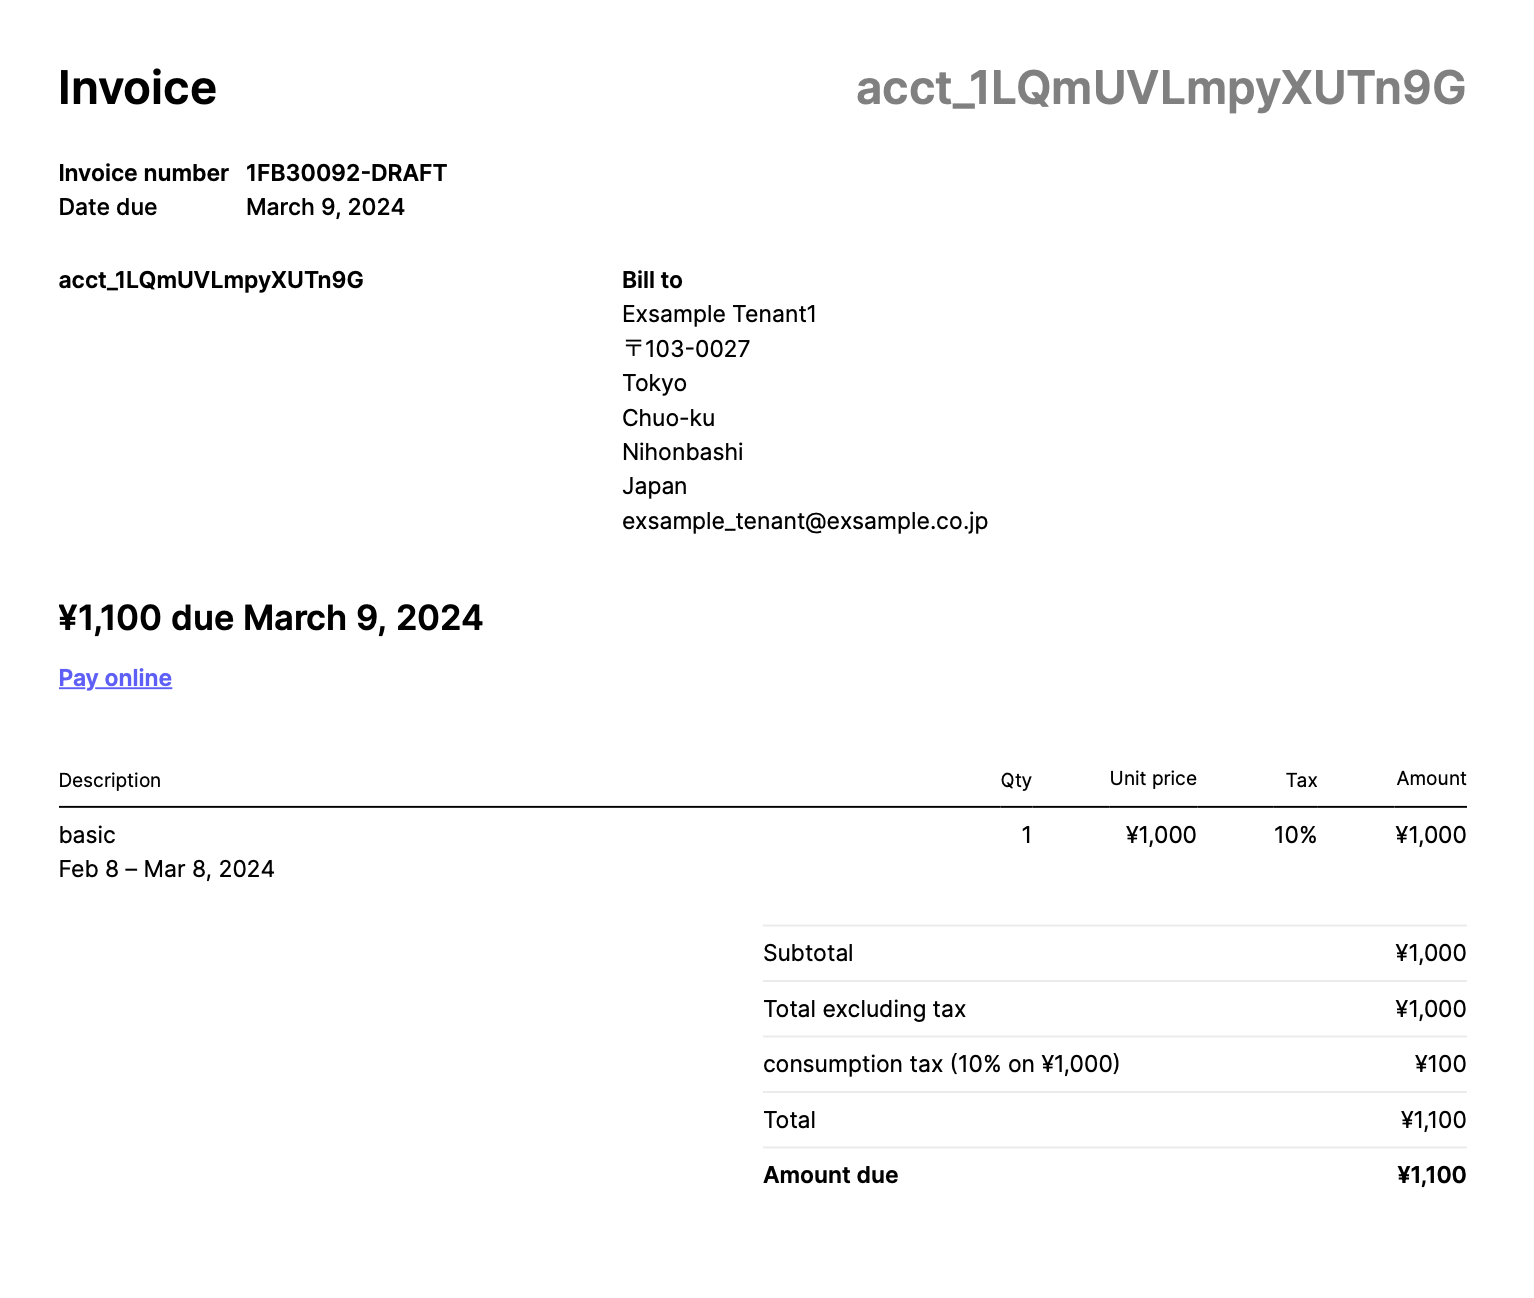 Invoice
acct_1LQmUVLmpyXUTn9G
Invoice number 1FB30092-DRAFT
Date due March 9, 2024
acct_1LQmUVLmpyXUTn9G
Bill to
Exsample Tenant1
〒103-0027
Tokyo
Chuo-ku
Nihonbashi
Japan
exsample_tenant@exsample.co.jp
¥1,100 due March 9, 2024
Pay online
Description Qty Unit price Tax Amount
basic 1 ¥1,000 10% ¥1,000
Feb 8 – Mar 8, 2024
Subtotal ¥1,000
Total excluding tax ¥1,000
consumption tax (10% on ¥1,000) ¥100
Total ¥1,100
Amount due ¥1,100